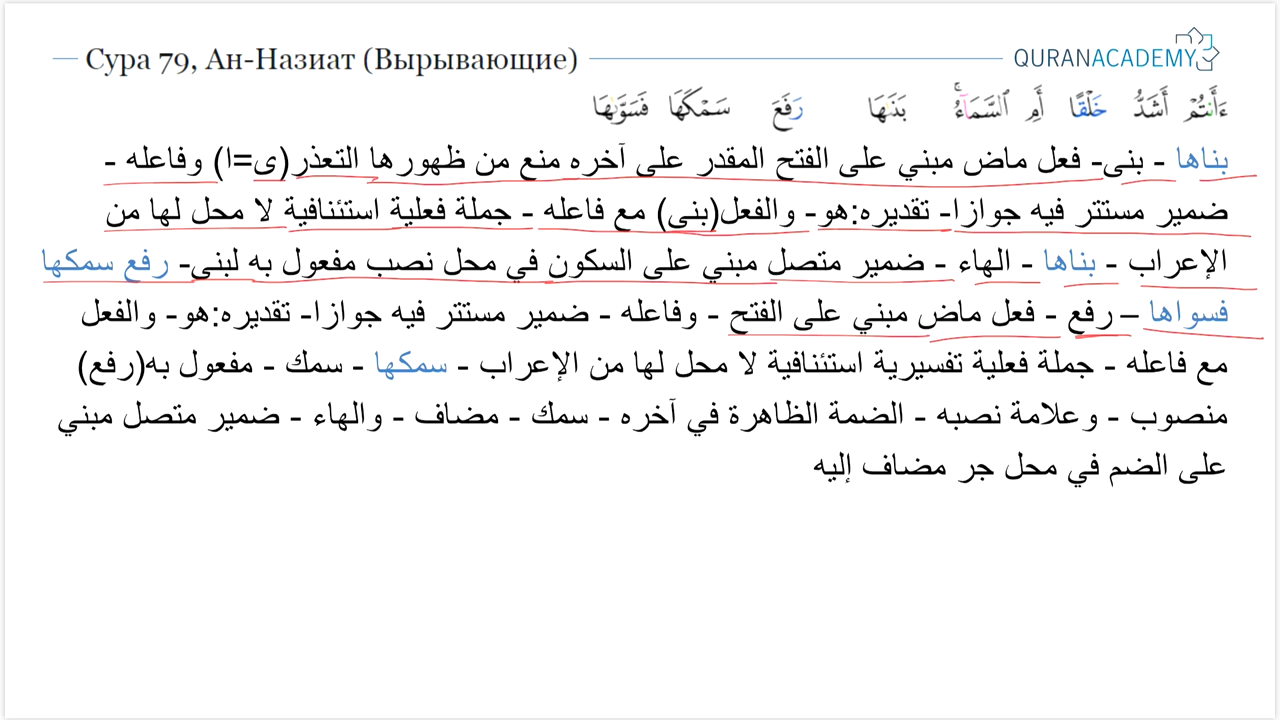 Сура 79, Ан-Назиат (Вырывающие)
QURANACADEMY
ءَأَنتُمْ أَشَدُّ خَلْقًا أَمِ ٱلسَّمَآءُ ۚ بَنَىٰهَا رَفَعَ سَمْكَهَا فَسَوَّىٰهَا
بناها - بنى- فعل ماض مبني على الفتح المقدر على آخره منع من ظهورها التعذر(ى=ا) وفاعله -
ضمير مستتر فيه جوازا- تقديره:هو- والفعل(بنى) مع فاعله - جملة فعلية استئنافية لا محل لها من
الإعراب - بناها - الهاء - ضمير متصل مبني على السكون في محل نصب مفعول به لبنى- رفع سمكها
فسواها – رفع - فعل ماض مبني على الفتح - وفاعله - ضمير مستتر فيه جوازا- تقديره:هو- والفعل
مع فاعله - جملة فعلية تفسيرية استئنافية لا محل لها من الإعراب - سمكها - سمك - مفعول به(رفع)
منصوب - وعلامة نصبه - الضمة الظاهرة في آخره - سمك - مضاف - والهاء - ضمير متصل مبني
على الضم في محل جر مضاف إليه